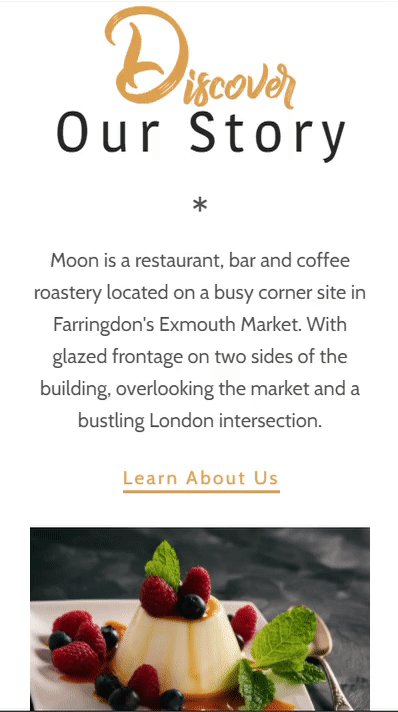 Discover
Our Story
*
Moon is a restaurant, bar and coffee
roastery located on a busy corner site in
Farringdon's Exmouth Market. With
glazed frontage on two sides of the
building, overlooking the market and a
bustling London intersection.
Learn About Us